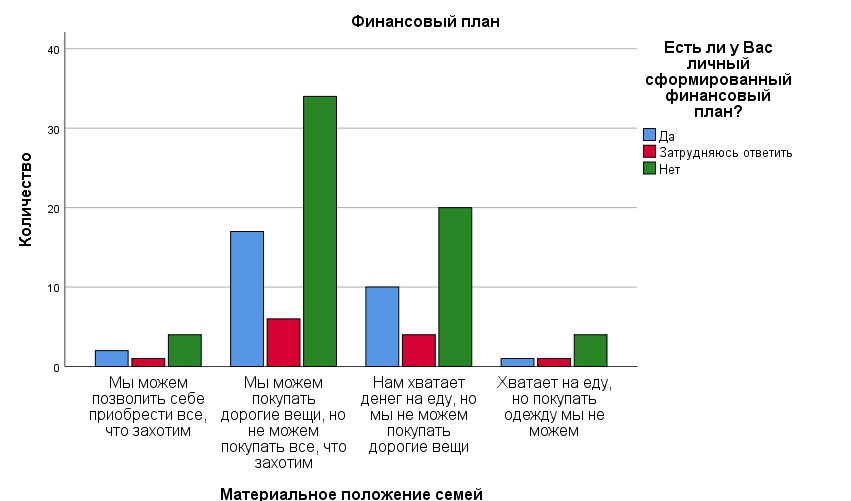 Финансовый план
Есть ли у Вас
личный
сформированный
финансовый
план?
Да
Затрудняюсь ответить
Нет
Количество
40
30
20
10
0
Мы можем
позволить себе
приобрести все,
что захотим
Мы можем
покупать
дорогие вещи, но
не можем
покупать все, что
захотим
Нам хватает
денег на еду, но
мы не можем
покупать
дорогие вещи
Хватает на еду,
но покупать
одежду мы не
можем
Материальное положение семей